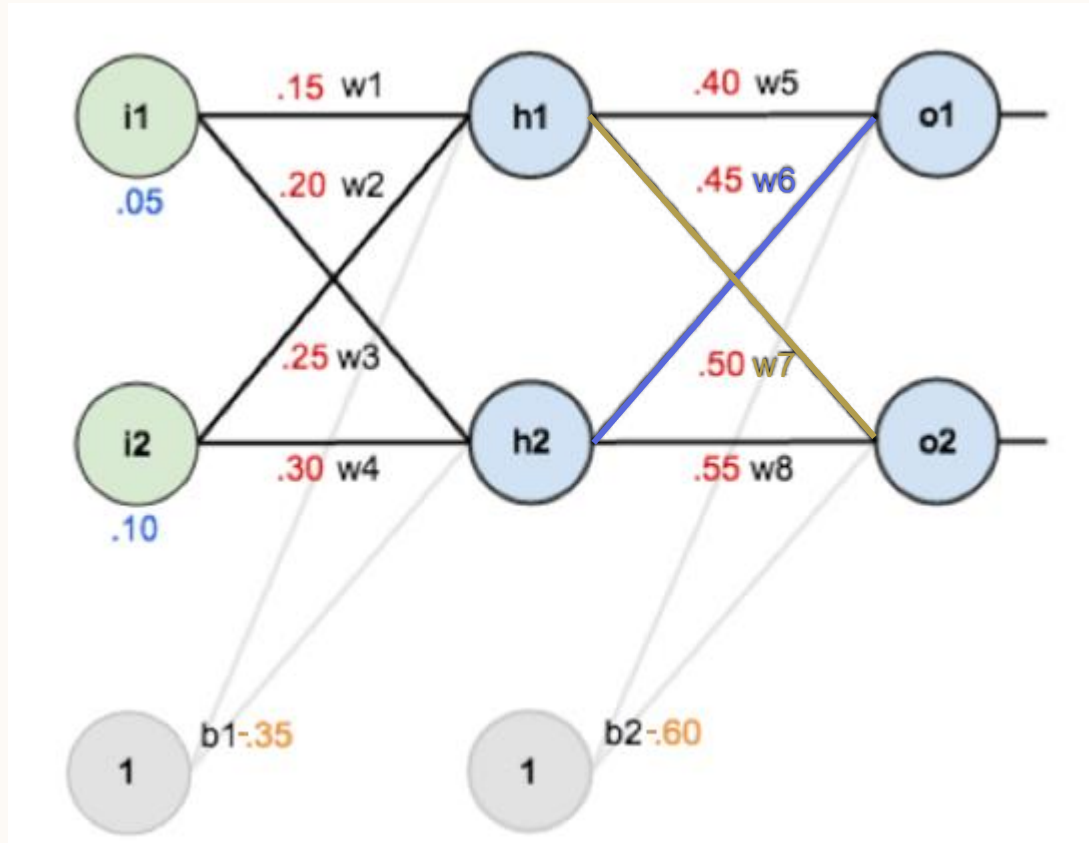 i1 .15 w1 h1 .40 w5 o1
.05 .20 w2 .45 w6
.25 w3 .50 w7
i2 .30 w4 h2 .55 w8 o2
.10
b1-.35 b2-.60
1 1